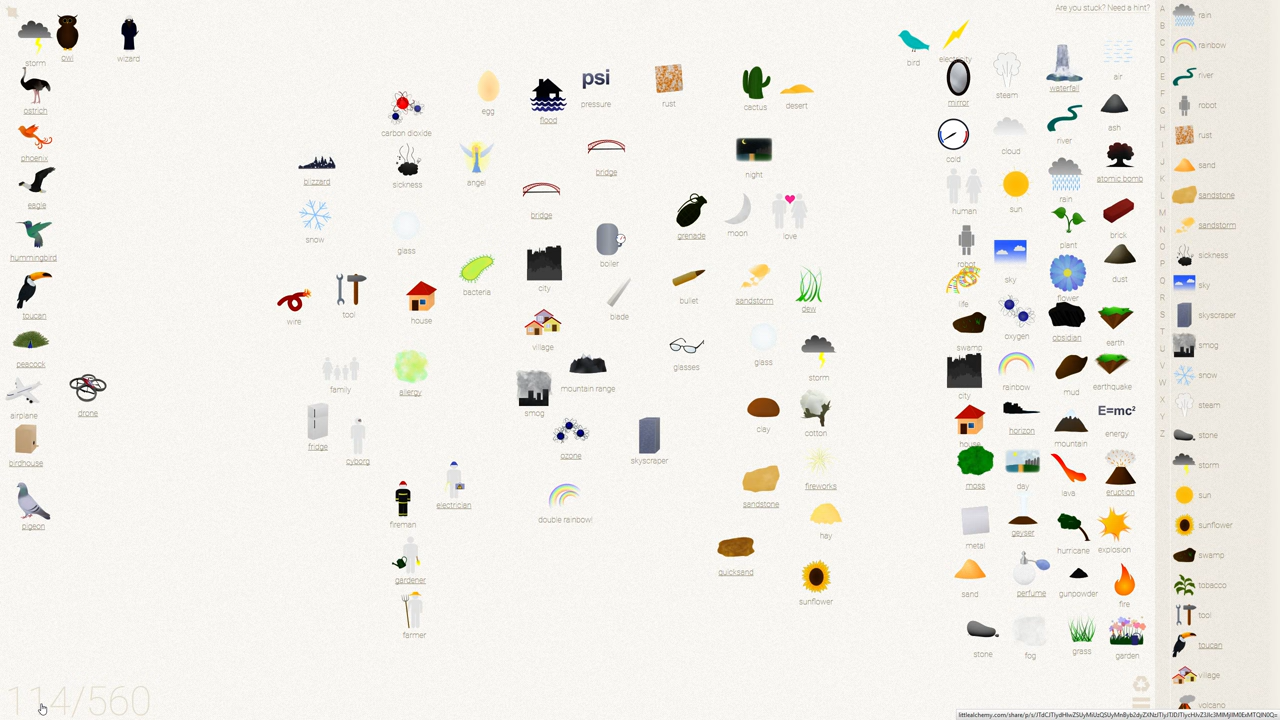 Are you stuck? Need a hint?
storm
owl
wizard
ostrich
phoenix
eagle
hummingbird
toucan
peacock
airplane
drone
birdhouse
pigeon
carbon dioxide
egg
flood
psi
pressure
rust
cactus
desert
blizzard
sickness
angel
bridge
night
snow
glass
bridge
grenade
moon
love
boiler
wire
tool
house
bacteria
city
blade
bullet
sandstorm
dew
village
family
allergy
smog
mountain range
glasses
glass
storm
fridge
cyborg
ozone
skyscraper
clay
cotton
fireman
electrician
double rainbow!
sandstone
fireworks
hay
gardener
farmer
quicksand
sunflower
bird
electricity
mirror
steam
waterfall
air
cold
cloud
river
ash
human
sun
rain
atomic bomb
robot
sky
plant
brick
life
flower
dust
swamp
oxygen
obsidian
earth
city
rainbow
mud
earthquake
house
horizon
mountain
E=mc²
energy
moss
day
lava
eruption
metal
geyser
hurricane
explosion
sand
perfume
gunpowder
fire
stone
fog
grass
garden
A
B
C
D
E
F
G
H
I
J
K
L
M
N
O
P
Q
R
S
T
U
V
W
X
Y
Z
rain
rainbow
river
robot
rust
sand
sandstone
sandstorm
sickness
sky
skyscraper
smog
snow
steam
stone
storm
sun
sunflower
swamp
tobacco
tool
toucan
village
volcano
114/560